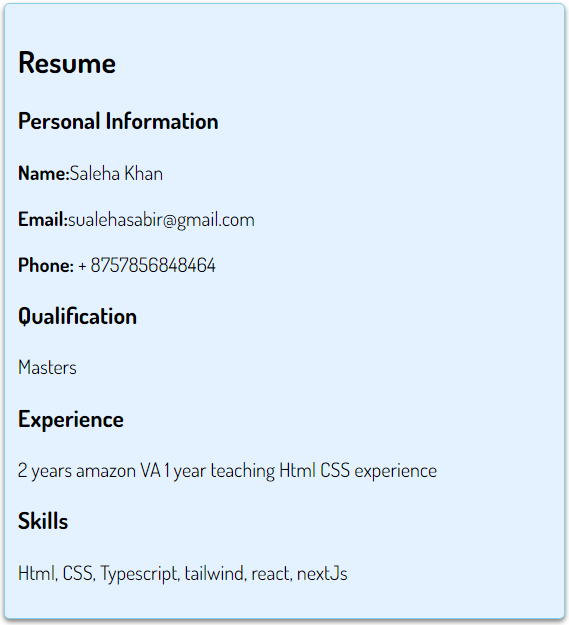 Resume
Personal Information
Name:Saleha Khan
Email:sualehasabir@gmail.com
Phone: + 8757856848464
Qualification
Masters
Experience
2 years amazon VA 1 year teaching Html CSS experience
Skills
Html, CSS, Typescript, tailwind, react, nextJs